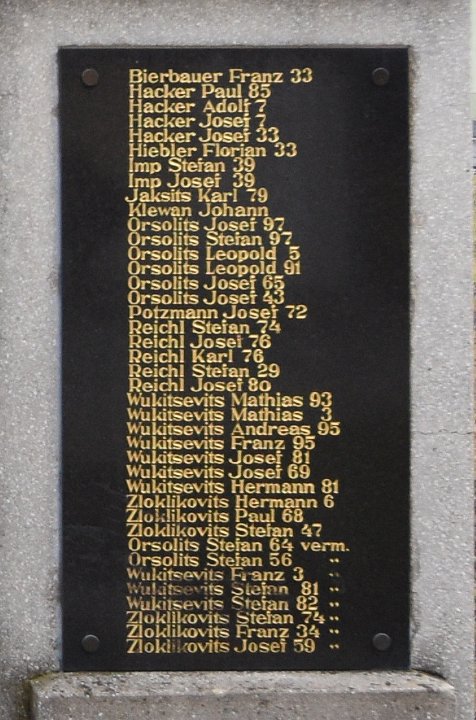 Bierbauer Franz 33
Hacker Paul 85
Hacker Adolf 7
Hacker Josef 7
Hacker Josef 33
Hiebler Florian 33
Imp Stefan 39
Imp Josef 39
Jaksits Karl 79
Klewan Johann
Orsolits Josef 97
Orsolits Stefan 97
Orsolits Leopold 5
Orsolits Leopold 91
Orsolits Josef 65
Orsolits Josef 43
Potzmann Josef 72
Reichl Stefan 74
Reichl Josef 76
Reichl Karl 76
Reichl Stefan 29
Reichl Josef 80
Wukitsevits Mathias 93
Wukitsevits Mathias 3
Wukitsevits Andreas 95
Wukitsevits Franz 95
Wukitsevits Josef 81
Wukitsevits Josef 69
Wukitsevits Hermann 81
Zloklikovits Hermann 6
Zloklikovits Paul 68
Zloklikovits Stefan 47
Orsolits Stefan 64 verm.
Orsolits Stefan 56 "
Wukitsevits Franz 3 "
Wukitsevits Stefan 81 "
Wukitsevits Stefan 82 "
Zloklikovits Stefan 74 "
Zloklikovits Franz 34 "
Zloklikovits Josef 59 "